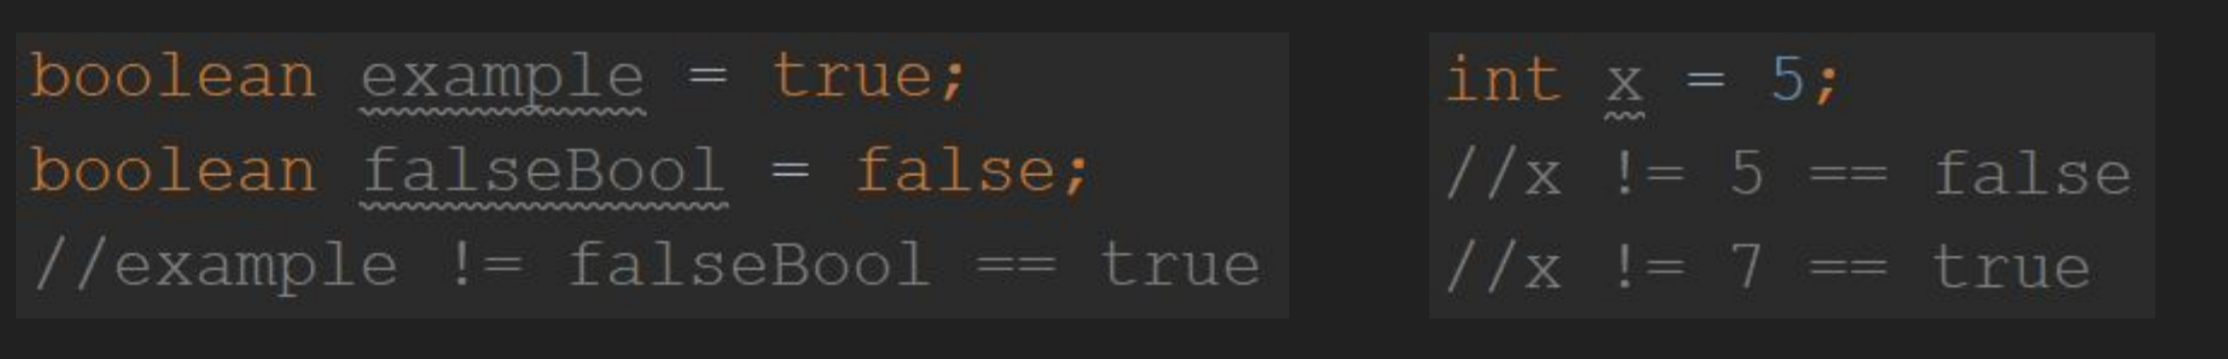 boolean example = true;
boolean falseBool = false;
//example != falseBool == true
int x = 5;
//x != 5 == false
//x != 7 == true